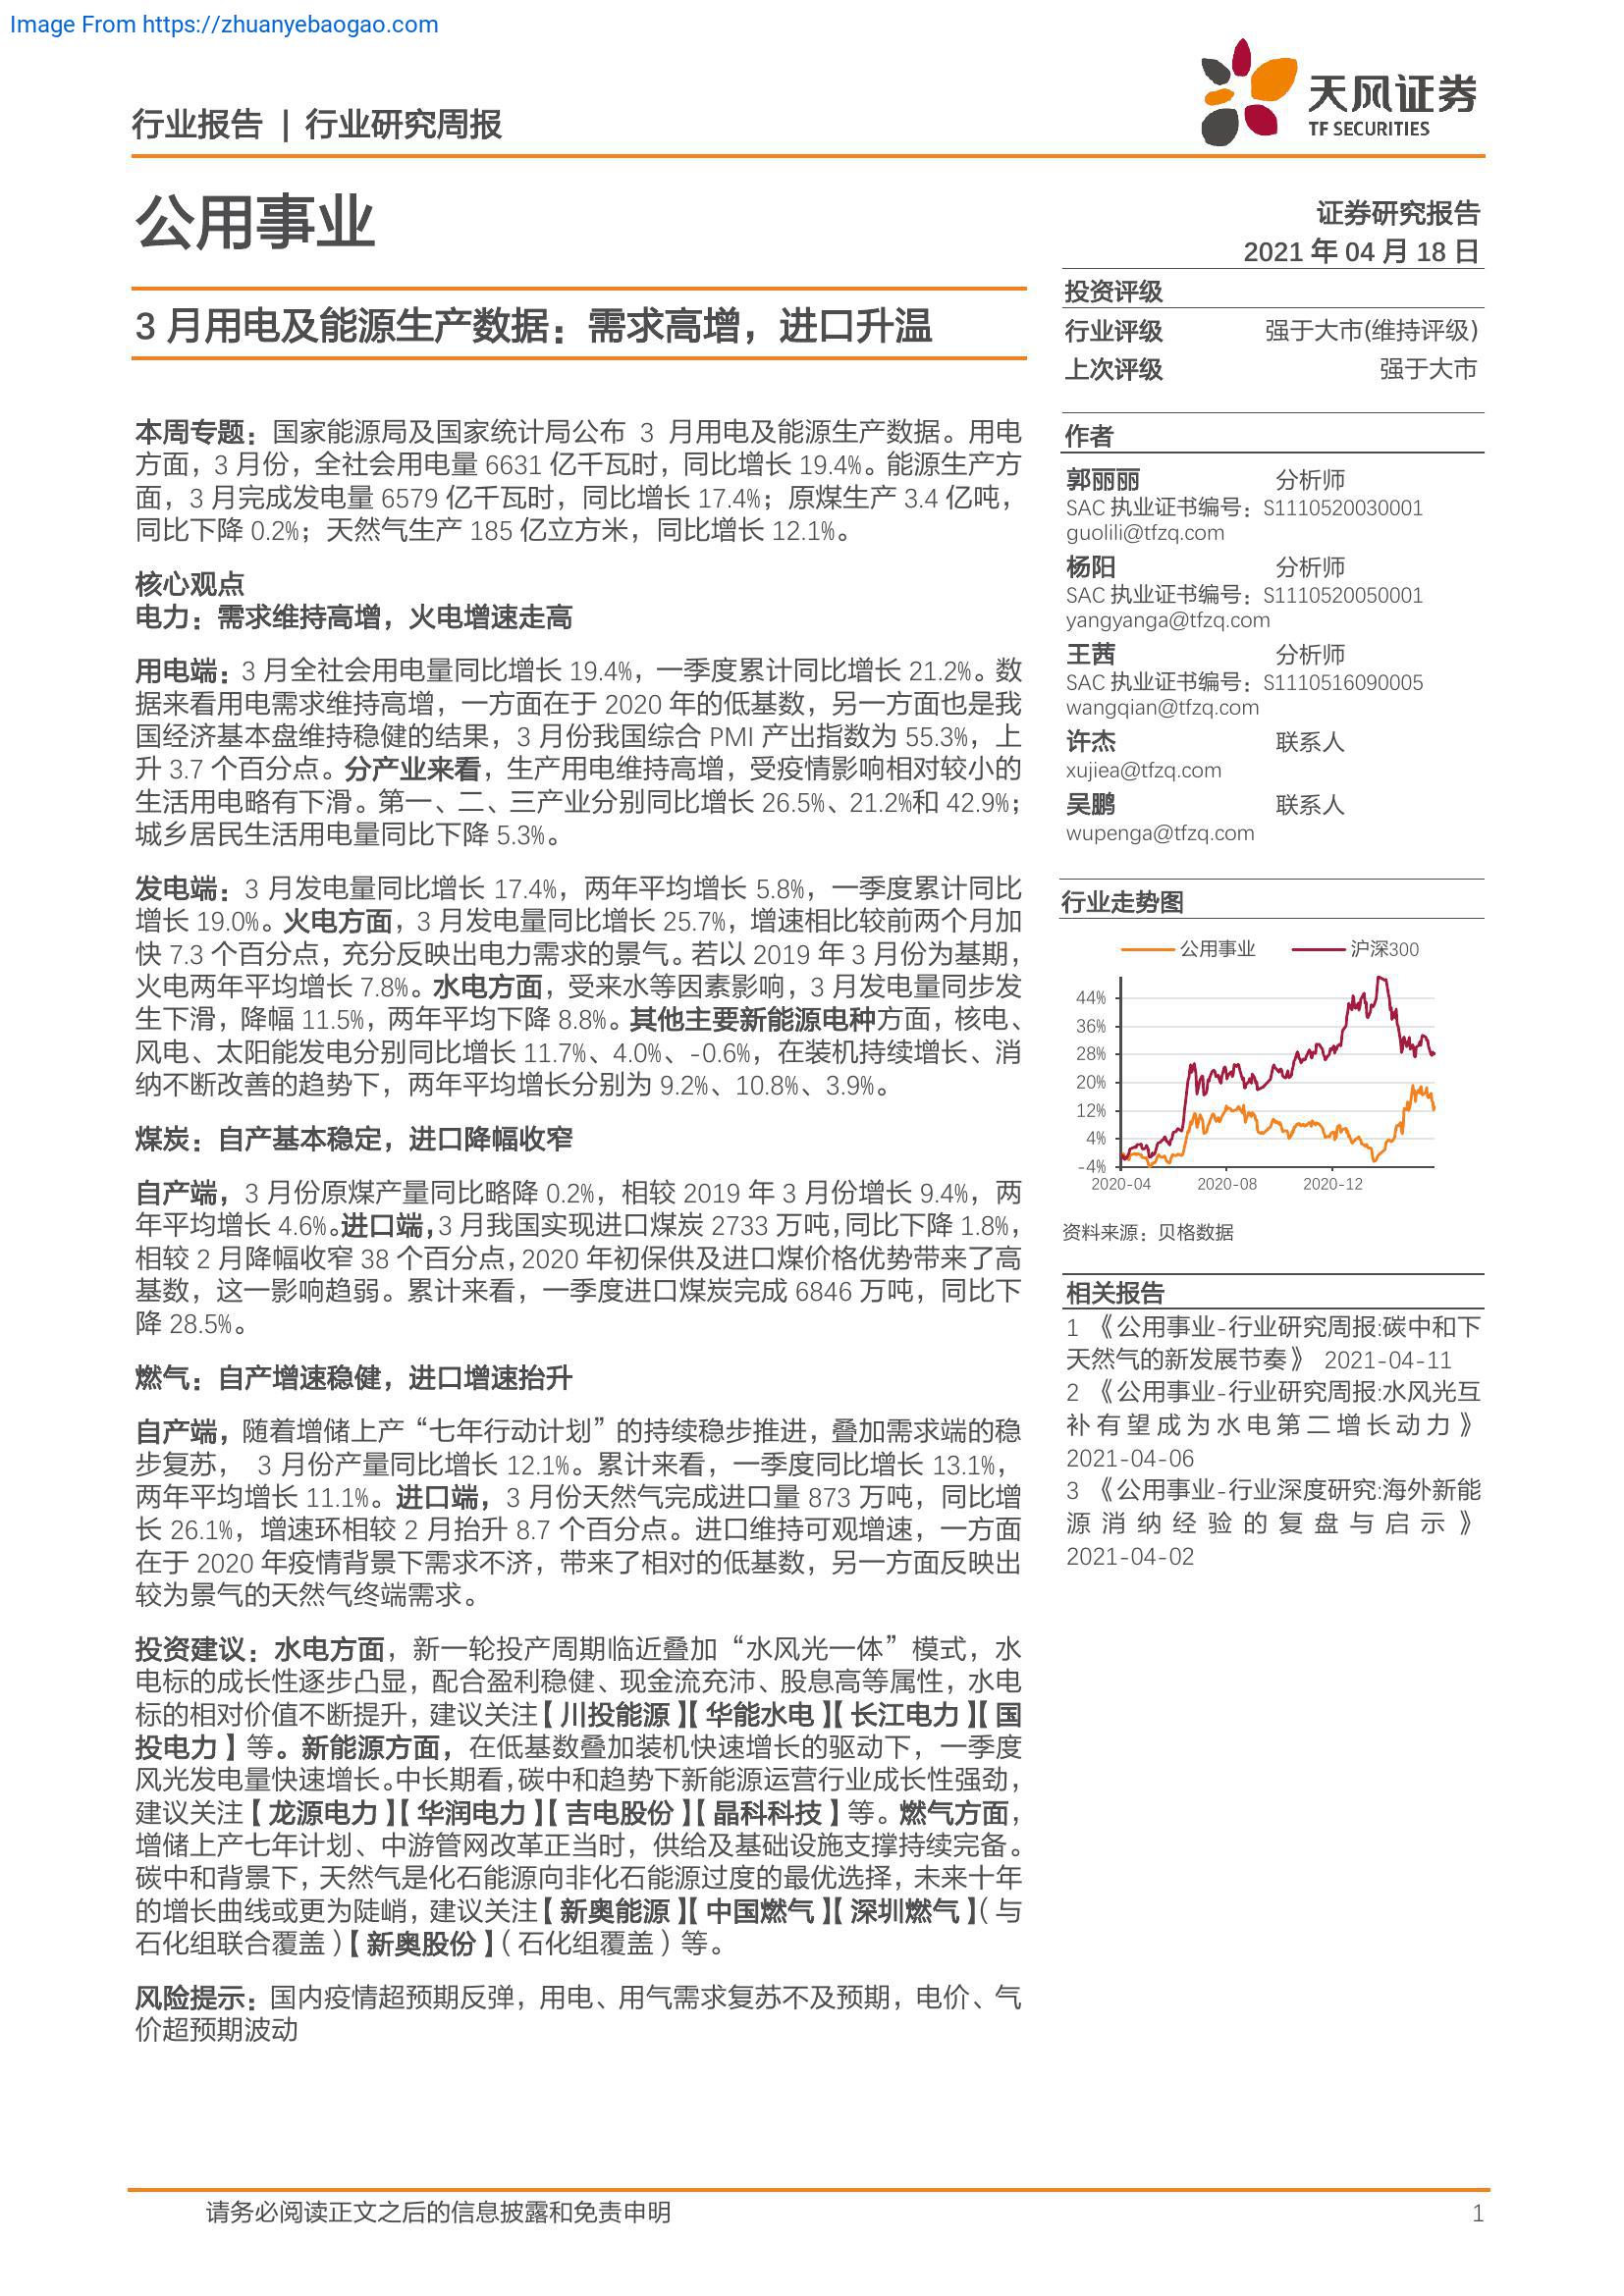 Image From https://zhuanyebaogao.com
行业报告 | 行业研究周报
天风证券
TF SECURITIES
公用事业
证券研究报告
2021 年 04 月 18 日
3 月用电及能源生产数据：需求高增，进口升温
本周专题：国家能源局及国家统计局公布 3 月用电及能源生产数据。用电
方面，3 月份，全社会用电量 6631 亿千瓦时，同比增长 19.4%。能源生产方
面，3 月完成发电量 6579 亿千瓦时，同比增长 17.4%；原煤生产 3.4 亿吨，
同比下降 0.2%；天然气生产 185 亿立方米，同比增长 12.1%。
核心观点
电力：需求维持高增，火电增速走高
用电端：3 月全社会用电量同比增长 19.4%，一季度累计同比增长 21.2%。数
据来看用电需求维持高增，一方面在于 2020 年的低基数，另一方面也是我
国经济基本盘维持稳健的结果，3 月份我国综合 PMI 产出指数为 55.3%，上
升 3.7 个百分点。分产业来看，生产用电维持高增，受疫情影响相对较小的
生活用电略有下滑。第一、二、三产业分别同比增长 26.5%、21.2%和 42.9%；
城乡居民生活用电量同比下降 5.3%。
发电端：3 月发电量同比增长 17.4%，两年平均增长 5.8%，一季度累计同比
增长 19.0%。火电方面，3 月发电量同比增长 25.7%，增速相比较前两个月加
快 7.3 个百分点，充分反映出电力需求的景气。若以 2019 年 3 月份为基期，
火电两年平均增长 7.8%。水电方面，受来水等因素影响，3 月发电量同步发
生下滑，降幅 11.5%，两年平均下降 8.8%。其他主要新能源电种方面，核电、
风电、太阳能发电分别同比增长 11.7%、4.0%、-0.6%，在装机持续增长、消
纳不断改善的趋势下，两年平均增长分别为 9.2%、10.8%、3.9%。
煤炭：自产基本稳定，进口降幅收窄
自产端，3 月份原煤产量同比略降 0.2%，相较 2019 年 3 月份增长 9.4%，两
年平均增长 4.6%。进口端，3 月我国实现进口煤炭 2733 万吨，同比下降 1.8%，
相较 2 月降幅收窄 38 个百分点，2020 年初保供及进口煤价格优势带来了高
基数，这一影响趋弱。累计来看，一季度进口煤炭完成 6846 万吨，同比下
降 28.5%。
燃气：自产增速稳健，进口增速抬升
自产端，随着增储上产“七年行动计划”的持续稳步推进，叠加需求端的稳
步复苏， 3 月份产量同比增长 12.1%。累计来看，一季度同比增长 13.1%，
两年平均增长 11.1%。进口端，3 月份天然气完成进口量 873 万吨，同比增
长 26.1%，增速环相较 2 月抬升 8.7 个百分点。进口维持可观增速，一方面
在于 2020 年疫情背景下需求不济，带来了相对的低基数，另一方面反映出
较为景气的天然气终端需求。
投资建议：水电方面，新一轮投产周期临近叠加“水风光一体”模式，水
电标的成长性逐步凸显，配合盈利稳健、现金流充沛、股息高等属性，水电
标的相对价值不断提升，建议关注【川投能源】【华能水电】【长江电力】【国
投电力】等。新能源方面，在低基数叠加装机快速增长的驱动下，一季度
风光发电量快速增长。中长期看，碳中和趋势下新能源运营行业成长性强劲，
建议关注【龙源电力】【华润电力】【吉电股份】【晶科科技】等。燃气方面，
增储上产七年计划、中游管网改革正当时，供给及基础设施支撑持续完备。
碳中和背景下，天然气是化石能源向非化石能源过度的最优选择，未来十年
的增长曲线或更为陡峭，建议关注【新奥能源】【中国燃气】【深圳燃气】（与
石化组联合覆盖）【新奥股份】（石化组覆盖）等。
风险提示：国内疫情超预期反弹，用电、用气需求复苏不及预期，电价、气
价超预期波动
投资评级
行业评级 强于大市(维持评级)
上次评级 强于大市
作者
郭丽丽 分析师
SAC 执业证书编号：S1110520030001
guolili@tfzq.com
杨阳 分析师
SAC 执业证书编号：S1110520050001
yangyanga@tfzq.com
王茜 分析师
SAC 执业证书编号：S1110516090005
wangqian@tfzq.com
许杰 联系人
xujiea@tfzq.com
吴鹏 联系人
wupenga@tfzq.com
行业走势图
公用事业 沪深300
44%
36%
28%
20%
12%
4%
-4%
2020-04 2020-08 2020-12
资料来源：贝格数据
相关报告
1 《公用事业-行业研究周报:碳中和下
天然气的新发展节奏》 2021-04-11
2 《公用事业-行业研究周报:水风光互
补有望成为水电第二增长动力》
2021-04-06
3 《公用事业-行业深度研究:海外新能
源消纳经验的复盘与启示》
2021-04-02
请务必阅读正文之后的信息披露和免责申明 1